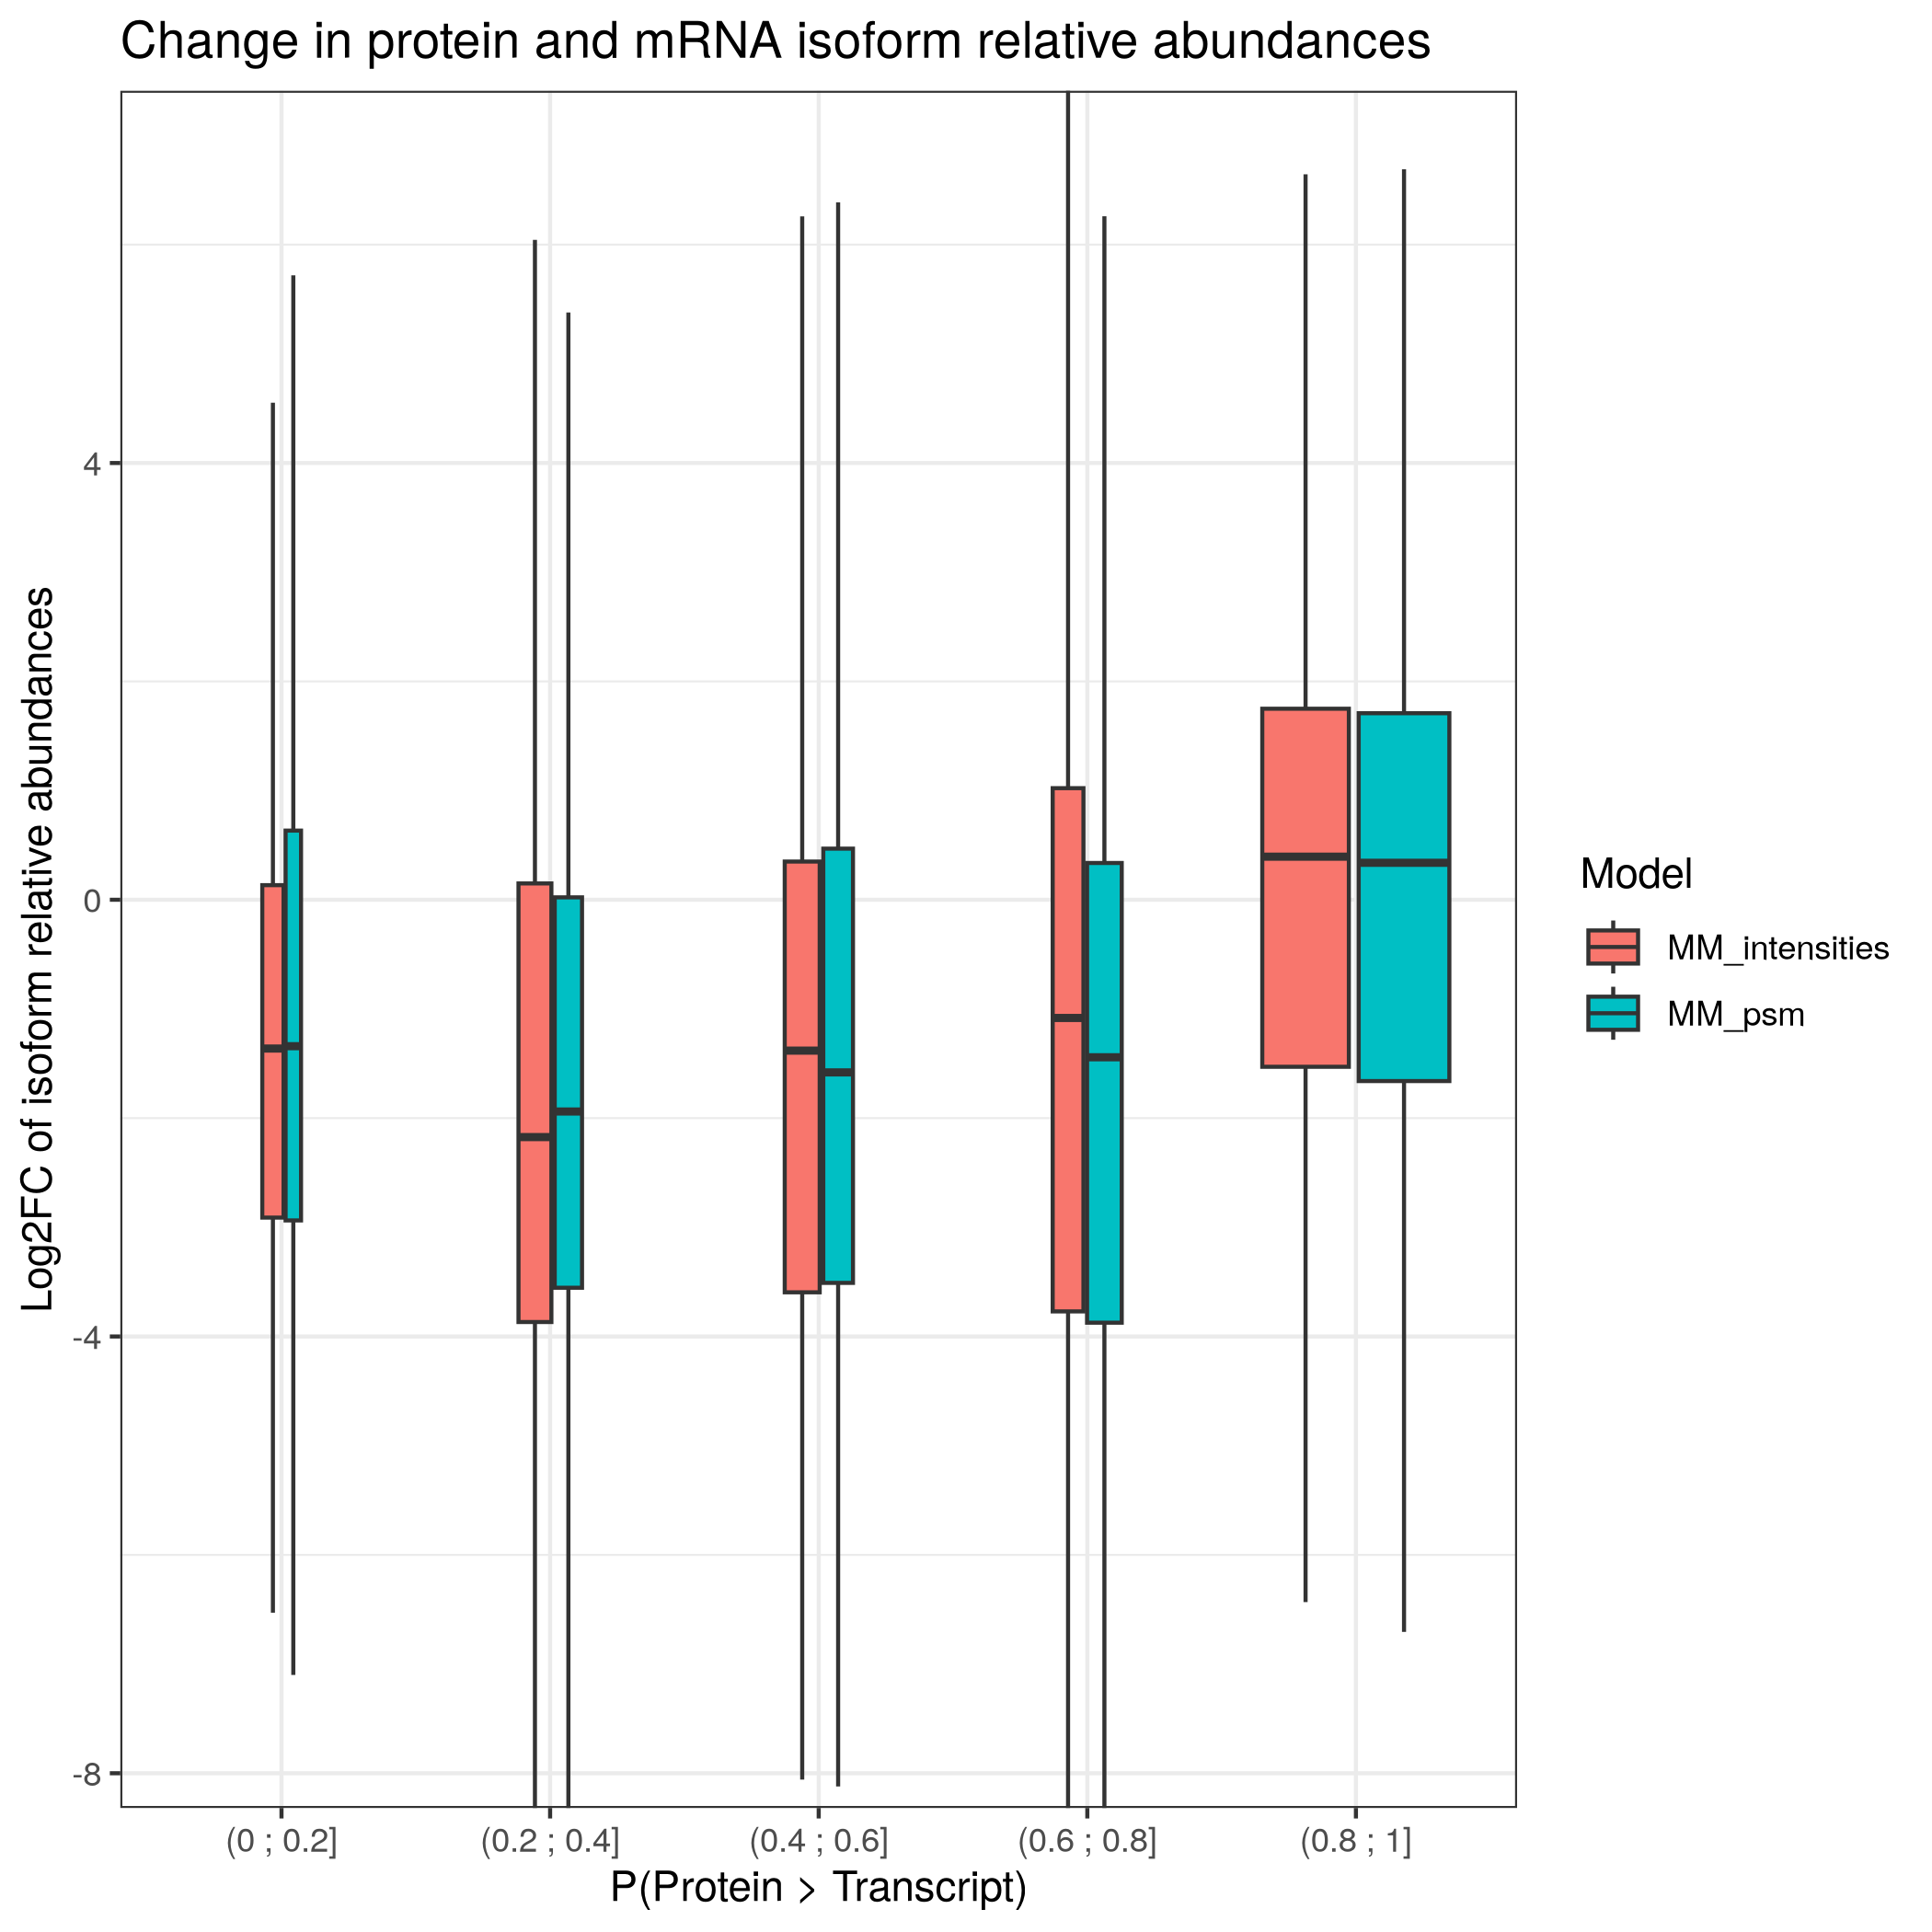 Change in protein and mRNA isoform relative abundances
Log2FC of isoform relative abundances
4
0
-4
-8
(0 ; 0.2]
(0.2 ; 0.4]
(0.4 ; 0.6]
(0.6 ; 0.8]
(0.8 ; 1]
P(Protein > Transcript)
Model
MM_intensities
MM_psm